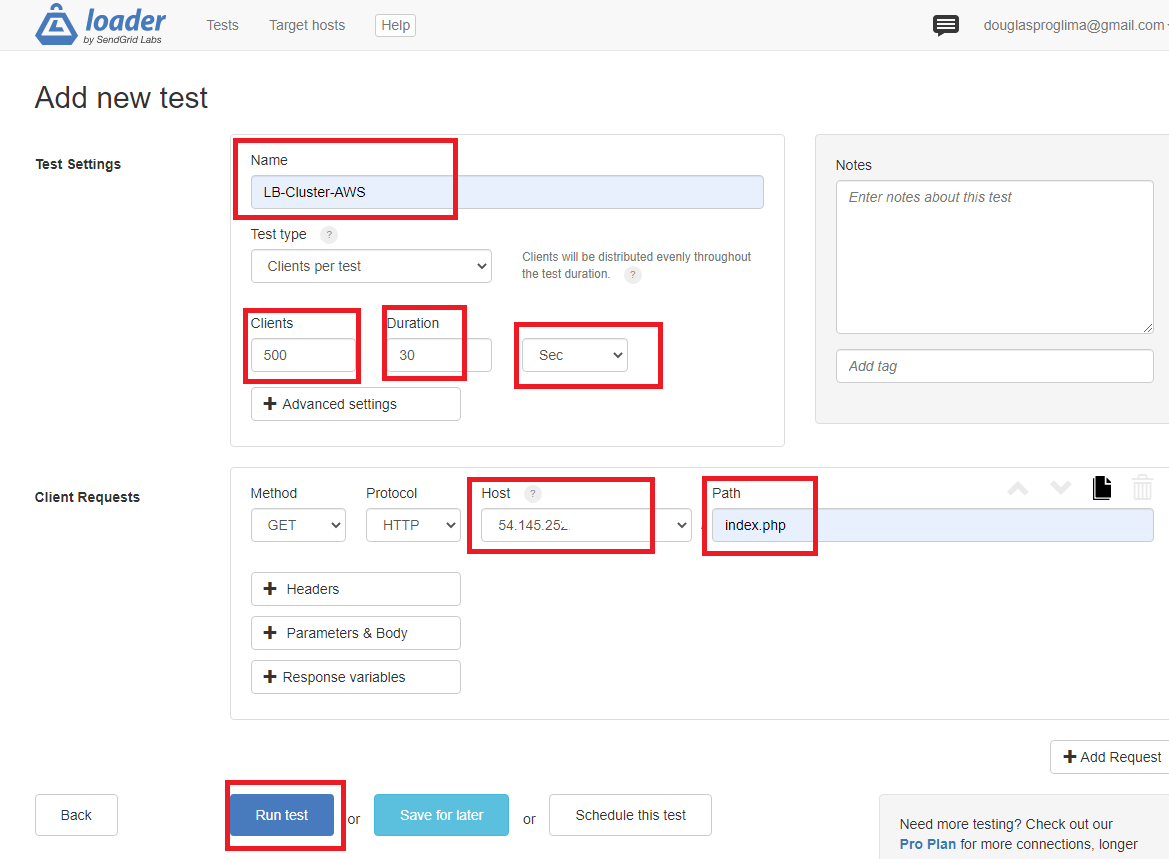 loader
by SendGrid Labs
Tests
Target hosts
Help
douglasproglima@gmail.com
Add new test
Test Settings
Name
LB-Cluster-AWS
Test type ?
Clients per test
Clients will be distributed evenly throughout
the test duration. ?
Clients
Duration
500
30
Sec
+ Advanced settings
Notes
Enter notes about this test
Add tag
Client Requests
Method
Protocol
Host ?
Path
GET
HTTP
54.145.252.
index.php
+ Headers
+ Parameters & Body
+ Response variables
+ Add Request
Back
Run test
or
Save for later
or
Schedule this test
Need more testing? Check out our
Pro Plan for more connections, longer